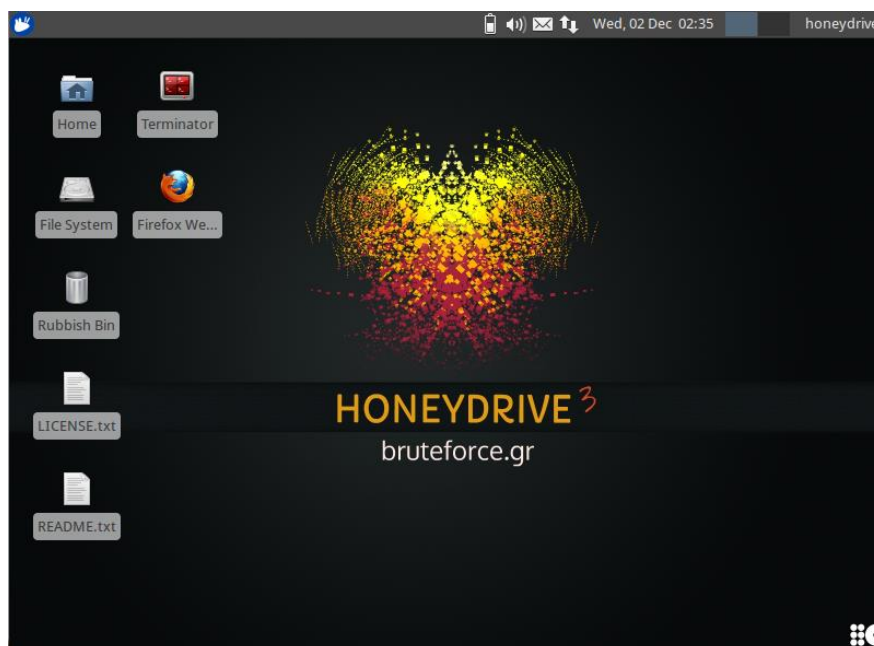 Wed, 02 Dec 02:35 honeydrive
Home Terminator
File System Firefox We...
Rubbish Bin
LICENSE.txt
README.txt
HONEYDRIVE 3
bruteforce.gr